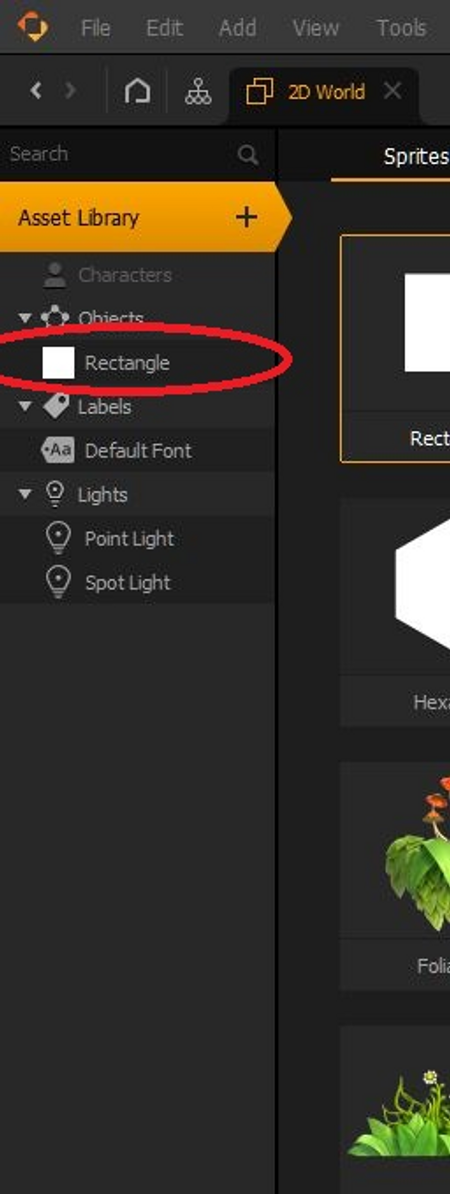 File Edit Add View Tools
2D World
Search
Sprites
Asset Library
Characters
Objects
Rectangle
Rect
Labels
Aa Default Font
Lights
Point Light
Spot Light
Hexa
Folia